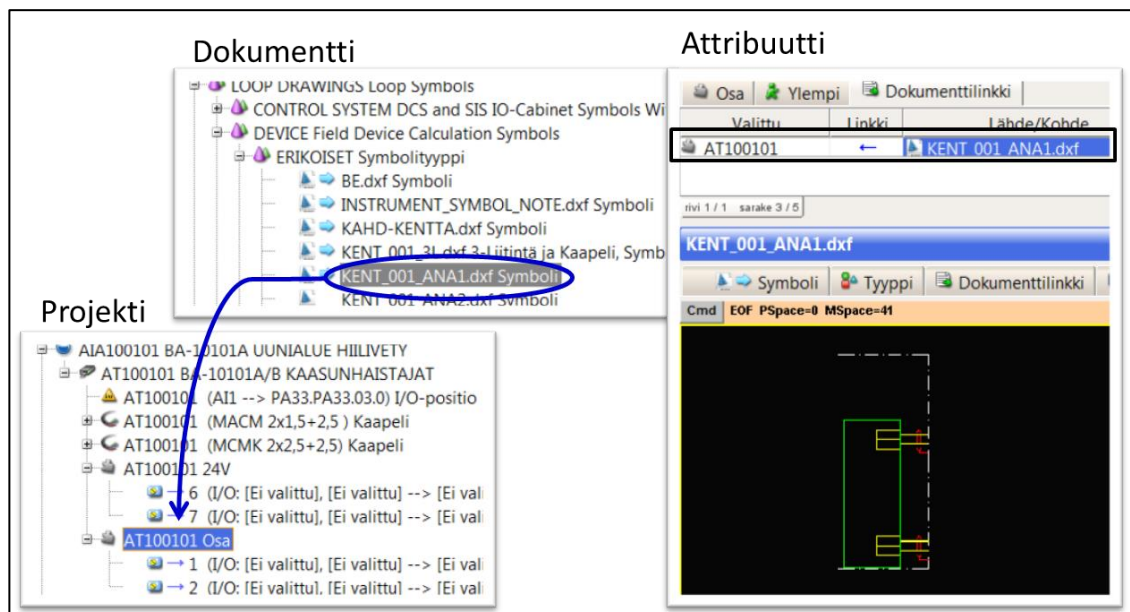 Dokumentti
LOOP DRAWINGS Loop Symbols
CONTROL SYSTEM DCS and SIS IO-Cabinet Symbols Wi
DEVICE Field Device Calculation Symbols
ERIKOISET Symbolityyppi
BE.dxf Symboli
INSTRUMENT_SYMBOL_NOTE.dxf Symboli
KAHD-KENTTA.dxf Symboli
KENT_001_3L.dxf 3-Liitintä ja Kaapeli, Symb
KENT_001_ANA1.dxf Symboli
KENT_001_ANA2.dxf Symboli
Projekti
AIA100101 BA-10101A UUNIALUE HIILIVETY
AT100101 BA-10101A/B KAASUNHAISTAJAT
AT100101 (AI1 --> PA33.PA33.03.0) I/O-positio
AT100101 (MACM 2x1,5+2,5 ) Kaapeli
AT100101 (MCMK 2x2,5+2,5) Kaapeli
AT100101 24V
6 (I/O: [Ei valittu], [Ei valittu] --> [Ei val
7 (I/O: [Ei valittu], [Ei valittu] --> [Ei val
AT100101 Osa
1 (I/O: [Ei valittu], [Ei valittu] --> [Ei val
2 (I/O: [Ei valittu], [Ei valittu] --> [Ei val
Attribuutti
Osa Ylempi Dokumenttilinkki
Valittu Linkki Lähde/Kohde
AT100101 ← KENT_001_ANA1.dxf
rivi 1 / 1 sarake 3 / 5
KENT_001_ANA1.dxf
Symboli Tyyppi Dokumenttilinkki
Cmd EOF PSpace=0 MSpace=41